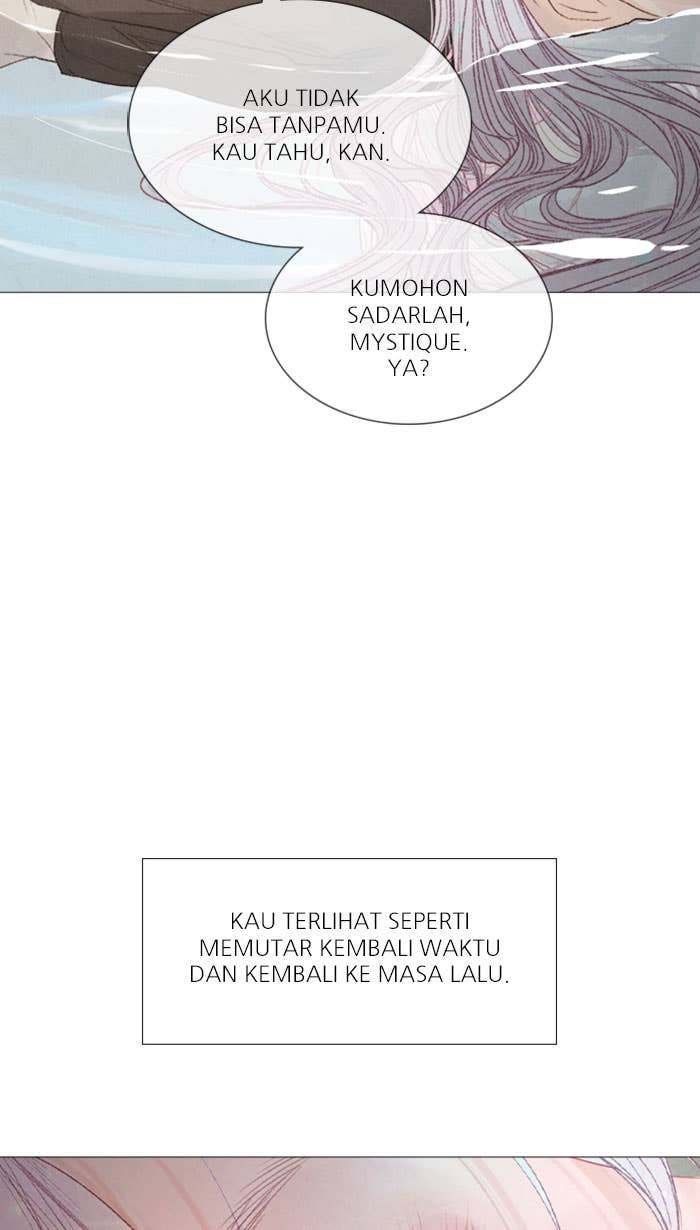 AKU TIDAK
BISA TANPAMU.
KAU TAHU, KAN.
KUMOHON
SADARLAH,
MYSTIQUE.
YA?
KAU TERLIHAT SEPERTI
MEMUTAR KEMBALI WAKTU
DAN KEMBALI KE MASA LALU.